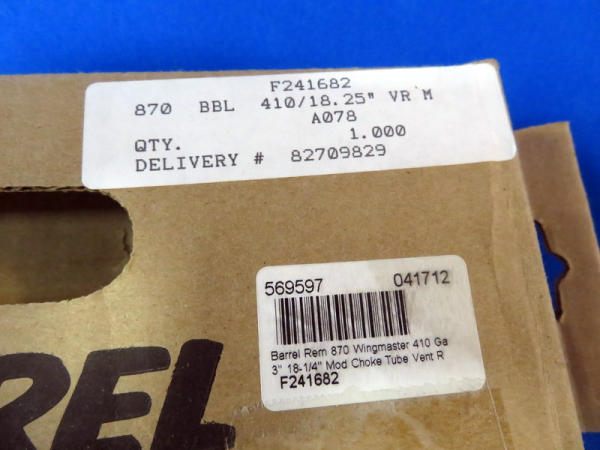 F241682
870 BBL 410/18.25" VR M
A078
QTY. 1.000
DELIVERY # 82709829
569597 041712
Barrel Rem 870 Wingmaster 410 Ga
3" 18-1/4" Mod Choke Tube Vent R
F241682
REL